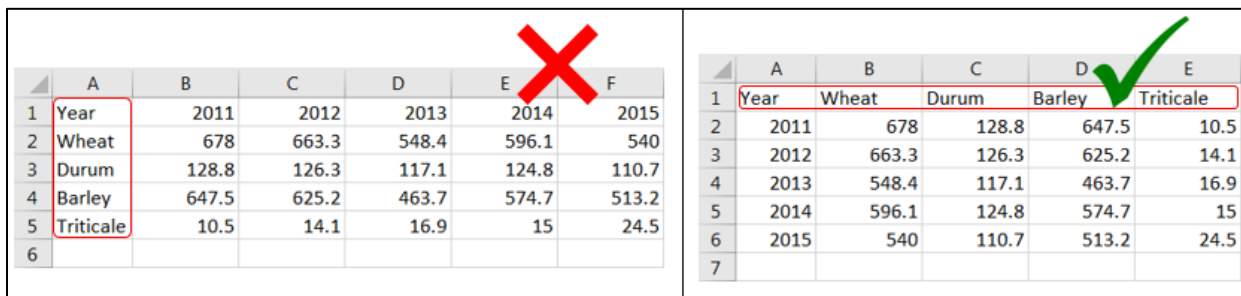 A B C D E F
1 Year 2011 2012 2013 2014 2015
2 Wheat 678 663.3 548.4 596.1 540
3 Durum 128.8 126.3 117.1 124.8 110.7
4 Barley 647.5 625.2 463.7 574.7 513.2
5 Triticale 10.5 14.1 16.9 15 24.5
6
A B C D E
1 Year Wheat Durum Barley Triticale
2 2011 678 128.8 647.5 10.5
3 2012 663.3 126.3 625.2 14.1
4 2013 548.4 117.1 463.7 16.9
5 2014 596.1 124.8 574.7 15
6 2015 540 110.7 513.2 24.5
7